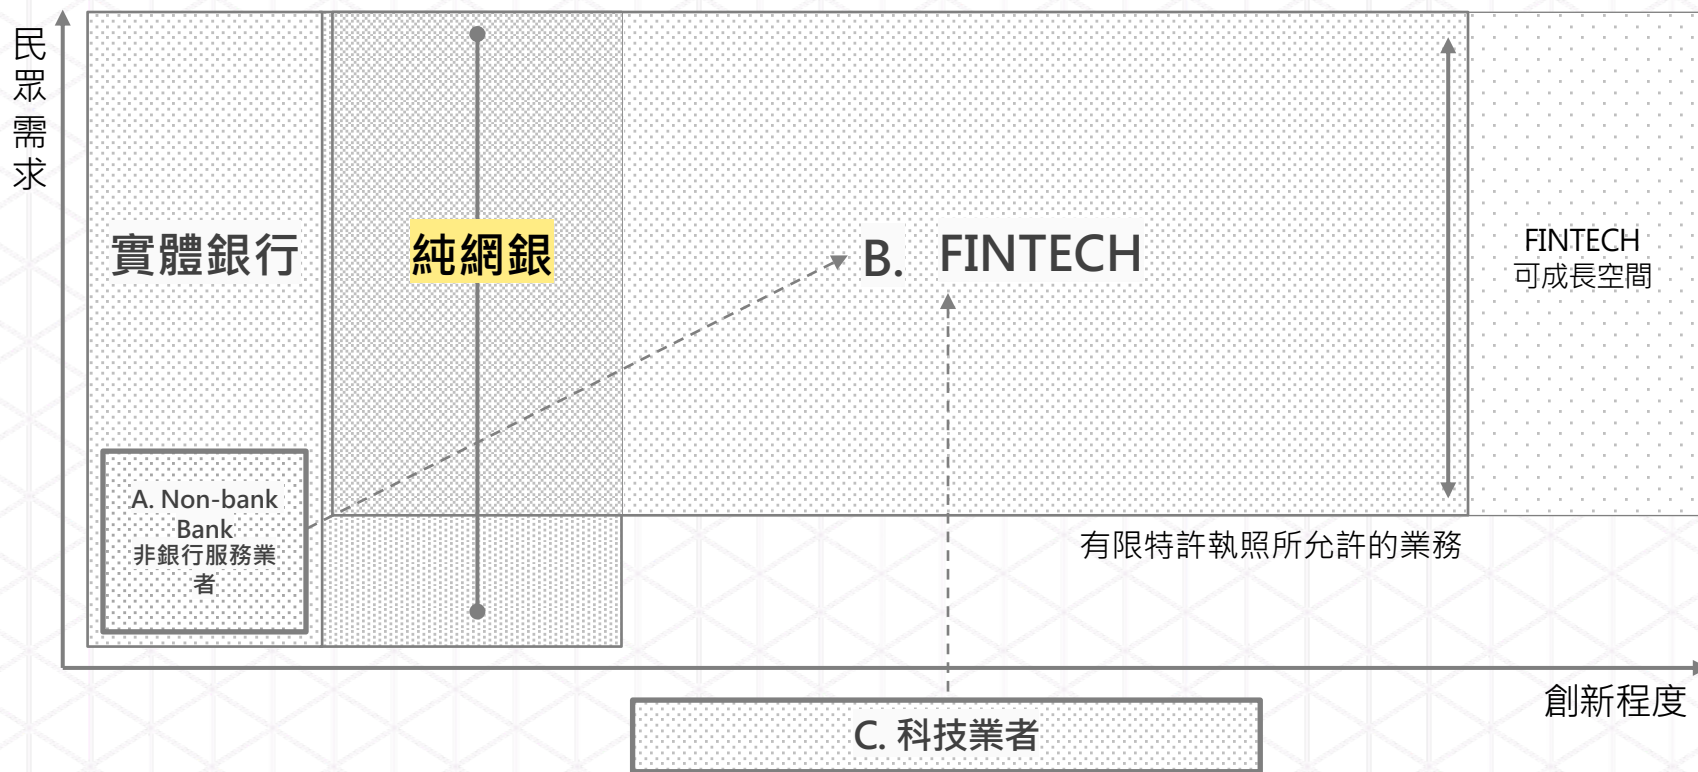 民眾需求
實體銀行
純網銀
B. FINTECH
FINTECH
可成長空間
A. Non-bank
Bank
非銀行服務業
者
有限特許執照所允許的業務
創新程度
C. 科技業者